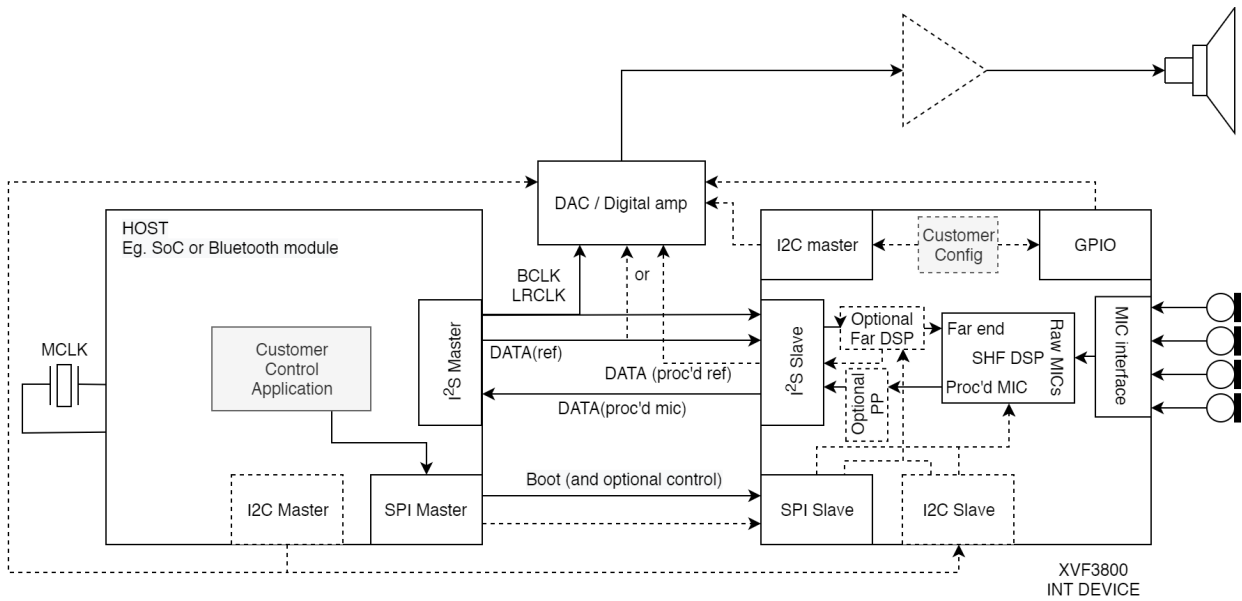 DAC / Digital amp
HOST
Eg. SoC or Bluetooth module
I2C master
Customer
Config
GPIO
BCLK
LRCLK
or
I²S Master
I²S Slave
MIC interface
Optional
Far DSP
Far end
Raw MICs
SHF DSP
Proc'd MIC
MCLK
Customer
Control
Application
DATA(ref)
DATA (proc'd ref)
Optional
PP
DATA(proc'd mic)
Boot (and optional control)
I2C Master
SPI Master
SPI Slave
I2C Slave
XVF3800
INT DEVICE